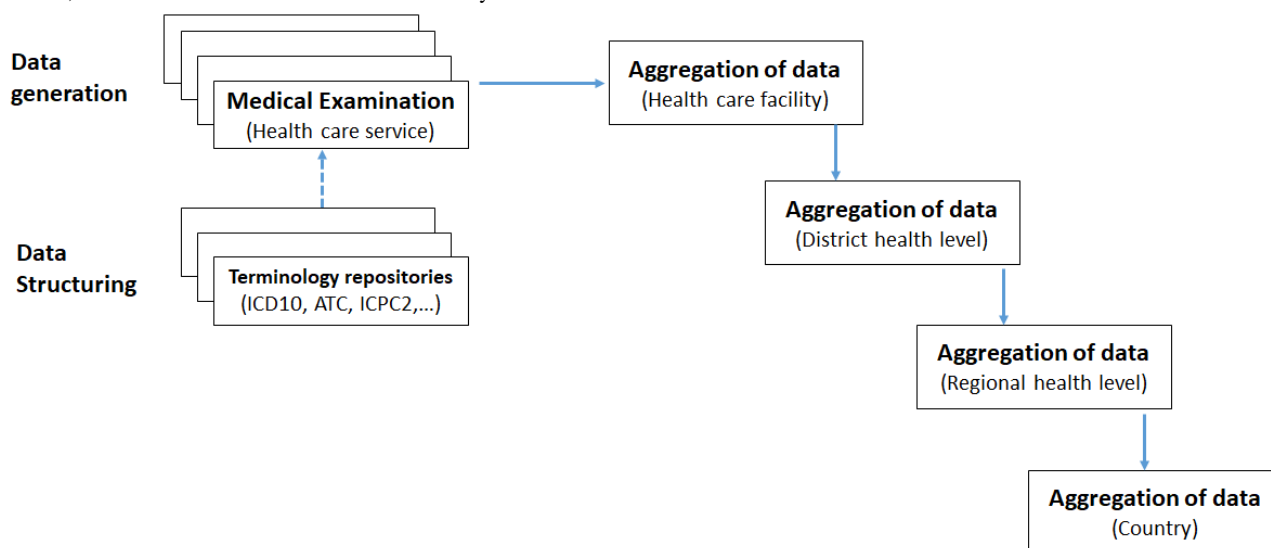 Data
generation
Medical Examination
(Health care service)
Aggregation of data
(Health care facility)
Aggregation of data
(District health level)
Data
Structuring
Terminology repositories
(ICD10, ATC, ICPC2,...)
Aggregation of data
(Regional health level)
Aggregation of data
(Country)